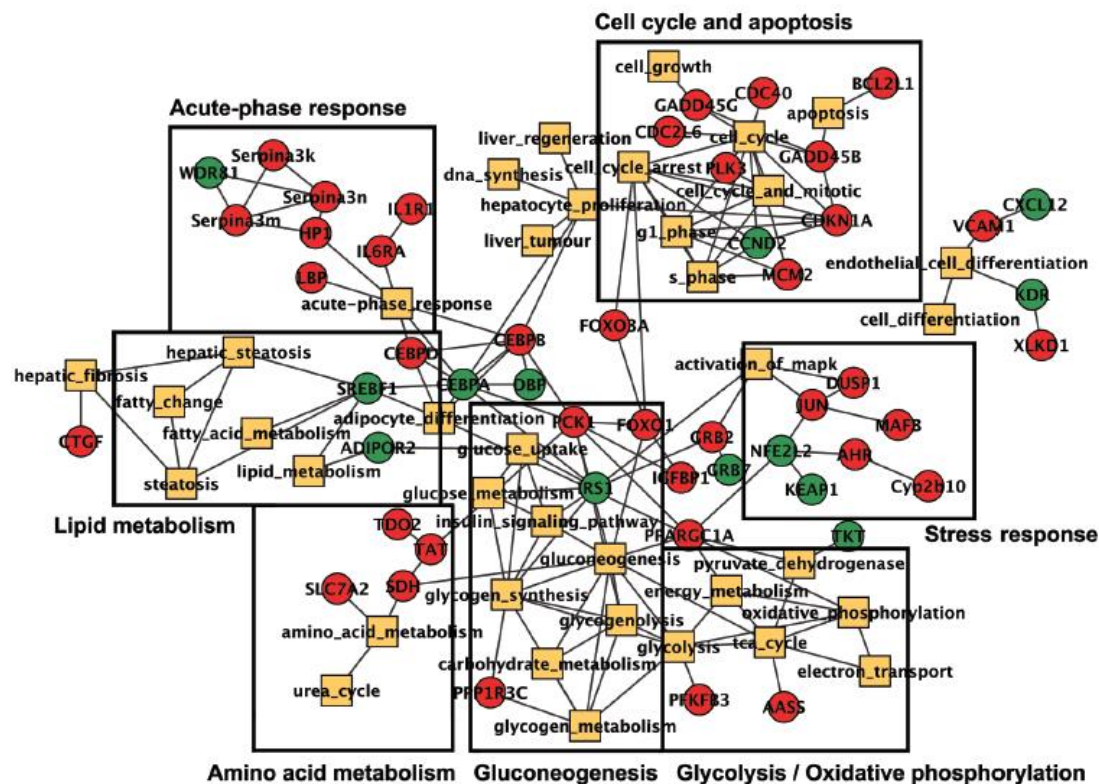 Cell cycle and apoptosis
cell_growth
CDC40
BCL2L1
Acute-phase response
GADD45G
apoptosis
liver_regeneration
CDC2L6
cell_cycle
Serpina3k
GADD45B
WDR81
cell_cycle_arrest
PLK3
dna_synthesis
cell_cycle_and_mitotic
Serpina3n
CXCL12
IL1R1
hepatocyte_proliferation
Serpina3m
CDKN1A
VCAM1
HP1
g1_phase
liver_tumour
CCND2
IL6RA
endothelial_cell_differentiation
LBP
s_phase
MCM2
KDR
acute-phase_response
FOXO3A
cell_differentiation
CEBPB
XLKD1
hepatic_steatosis
CEBPD
activation_of_mapk
hepatic_fibrosis
SREBF1
CEBPA
DBP
DUSP1
fatty_change
JUN
adipocyte_differentiation
PCK1
FOXO1
MAFB
CTGF
fatty_acid_metabolism
GRB2
ADIPOR2
glucose_uptake
NFE2L2
AHR
lipid_metabolism
GRB7
steatosis
glucose_metabolism
IRS1
IGFBP1
KEAP1
Cyp2b10
Lipid metabolism
TDO2
insulin_signaling_pathway
PPARGC1A
TKT
Stress response
TAT
gluconeogenesis
pyruvate_dehydrogenase
SLC7A2
SDH
glycogen_synthesis
energy_metabolism
oxidative_phosphorylation
glycogenolysis
amino_acid_metabolism
glycolysis
tca_cycle
carbohydrate_metabolism
electron_transport
urea_cycle
PPP1R3C
PFKFB3
AASS
glycogen_metabolism
Amino acid metabolism
Gluconeogenesis
Glycolysis / Oxidative phosphorylation